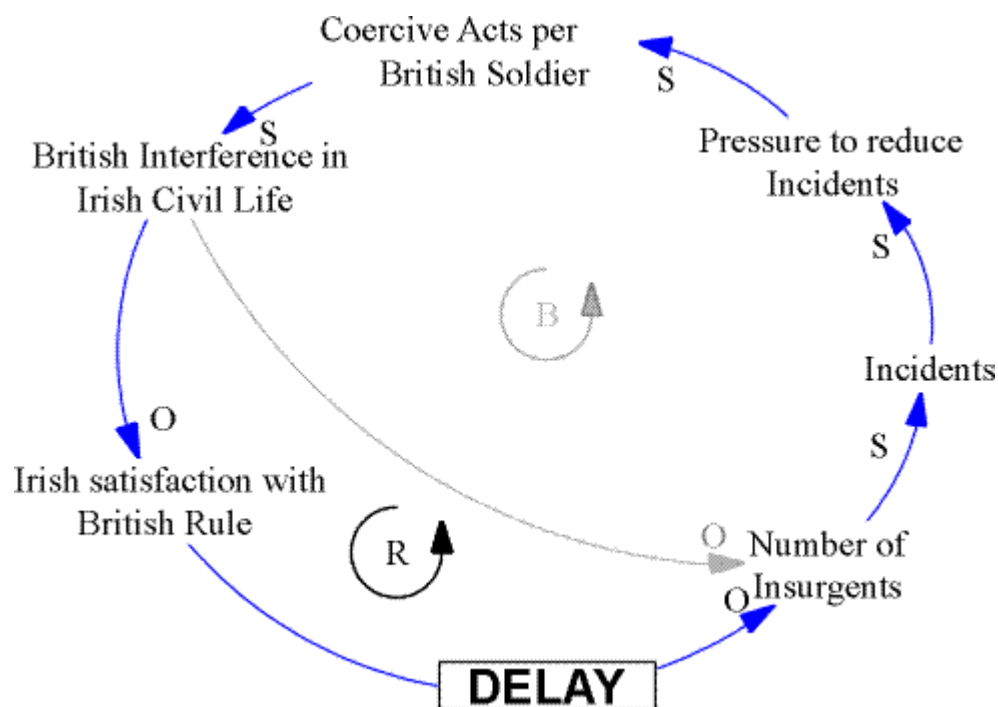 Coercive Acts per
British Soldier
S
S
British Interference in
Irish Civil Life
Pressure to reduce
Incidents
S
B
Incidents
O
S
Irish satisfaction with
British Rule
R
O
Number of
Insurgents
O
DELAY